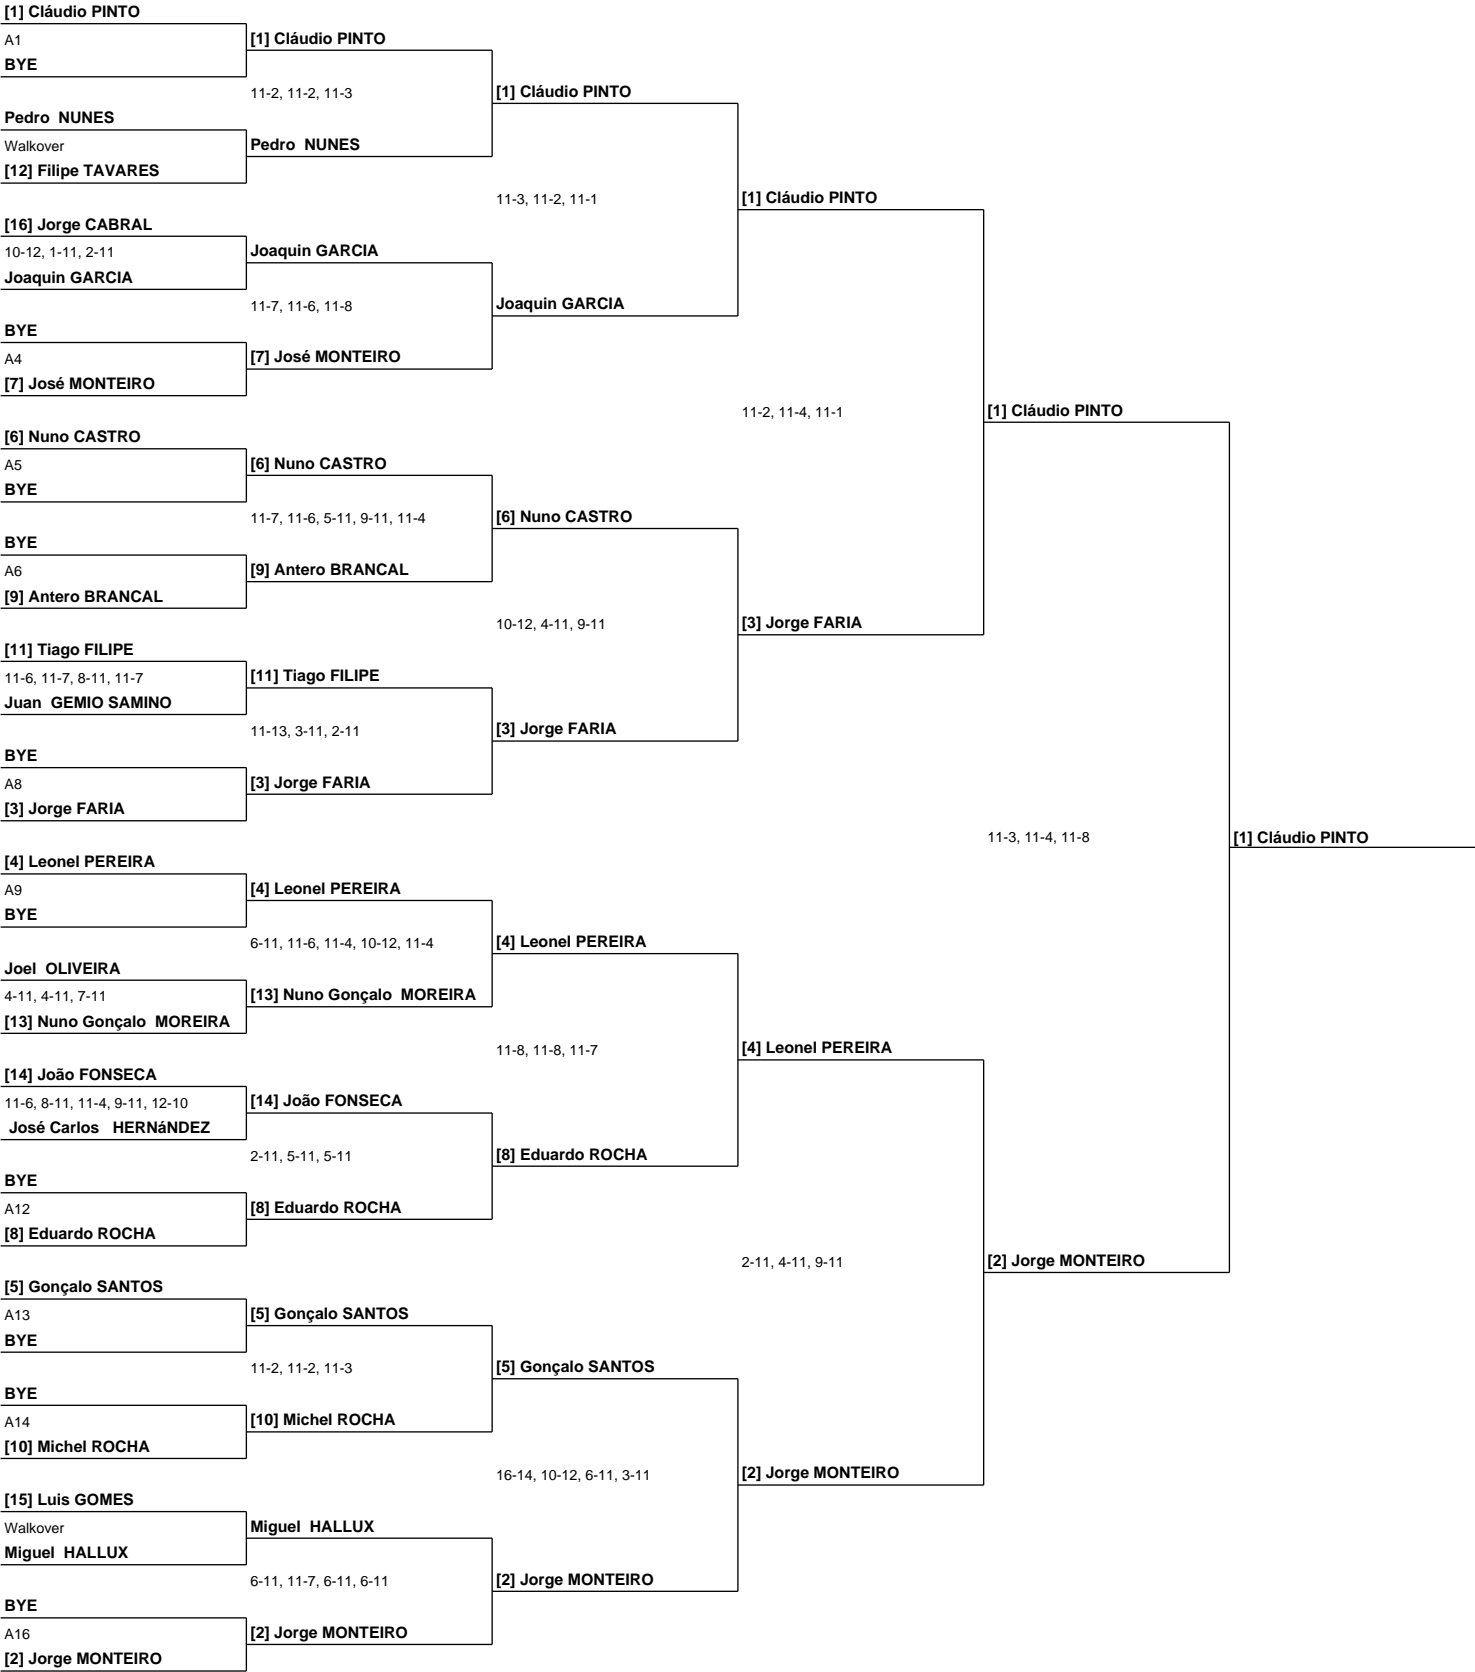 [1] Cláudio PINTO
A1
[1] Cláudio PINTO
BYE
11-2, 11-2, 11-3
[1] Cláudio PINTO
Pedro NUNES
Walkover
Pedro NUNES
[12] Filipe TAVARES
11-3, 11-2, 11-1
[1] Cláudio PINTO
[16] Jorge CABRAL
10-12, 1-11, 2-11
Joaquin GARCIA
Joaquin GARCIA
11-7, 11-6, 11-8
Joaquin GARCIA
BYE
A4
[7] José MONTEIRO
[7] José MONTEIRO
11-2, 11-4, 11-1
[1] Cláudio PINTO
[6] Nuno CASTRO
A5
[6] Nuno CASTRO
BYE
11-7, 11-6, 5-11, 9-11, 11-4
[6] Nuno CASTRO
BYE
A6
[9] Antero BRANCAL
[9] Antero BRANCAL
10-12, 4-11, 9-11
[3] Jorge FARIA
[11] Tiago FILIPE
11-6, 11-7, 8-11, 11-7
[11] Tiago FILIPE
Juan GEMIO SAMINO
11-13, 3-11, 2-11
[3] Jorge FARIA
BYE
A8
[3] Jorge FARIA
[3] Jorge FARIA
11-3, 11-4, 11-8
[1] Cláudio PINTO
[4] Leonel PEREIRA
A9
[4] Leonel PEREIRA
BYE
6-11, 11-6, 11-4, 10-12, 11-4
[4] Leonel PEREIRA
Joel OLIVEIRA
4-11, 4-11, 7-11
[13] Nuno Gonçalo MOREIRA
[13] Nuno Gonçalo MOREIRA
11-8, 11-8, 11-7
[4] Leonel PEREIRA
[14] João FONSECA
11-6, 8-11, 11-4, 9-11, 12-10
[14] João FONSECA
José Carlos HERNáNDEZ
2-11, 5-11, 5-11
[8] Eduardo ROCHA
BYE
A12
[8] Eduardo ROCHA
[8] Eduardo ROCHA
2-11, 4-11, 9-11
[2] Jorge MONTEIRO
[5] Gonçalo SANTOS
A13
[5] Gonçalo SANTOS
BYE
11-2, 11-2, 11-3
[5] Gonçalo SANTOS
BYE
A14
[10] Michel ROCHA
[10] Michel ROCHA
16-14, 10-12, 6-11, 3-11
[2] Jorge MONTEIRO
[15] Luis GOMES
Walkover
Miguel HALLUX
Miguel HALLUX
6-11, 11-7, 6-11, 6-11
[2] Jorge MONTEIRO
BYE
A16
[2] Jorge MONTEIRO
[2] Jorge MONTEIRO